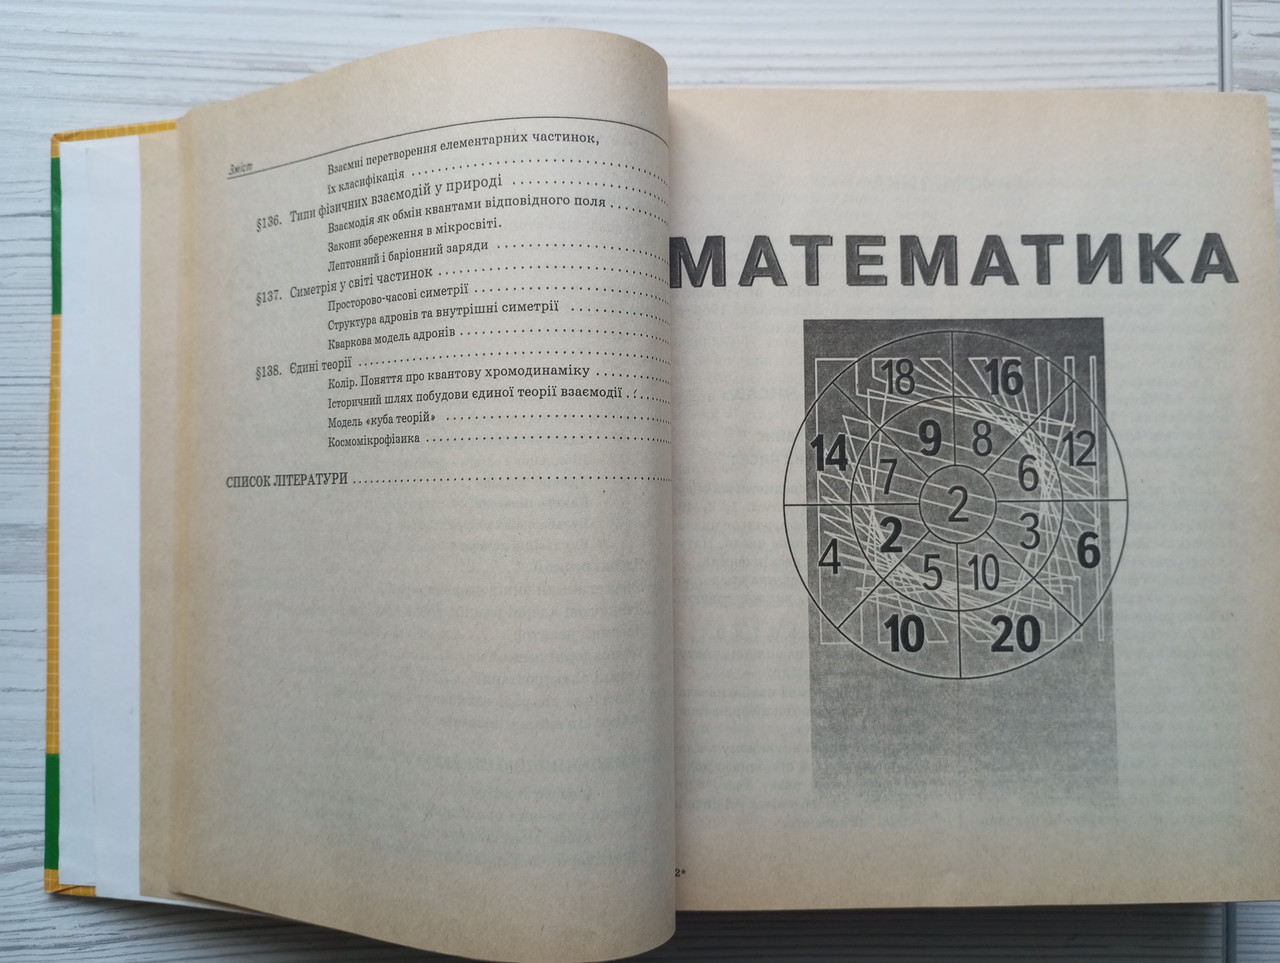 Зміст
Взаємні перетворення елементарних частинок,
їх класифікація
§136. Типи фізичних взаємодій у природі
Взаємодія як обмін квантами відповідного поля
Закони збереження в мікросвіті.
Лептонний і баріонний заряди
§137. Симетрія у світі частинок
Просторово-часові симетрії
Структура адронів та внутрішні симетрії
Кваркова модель адронів
§138. Єдині теорії
Колір. Поняття про квантову хромодинаміку
Історичний шлях побудови єдиної теорії взаємодії
Модель «куба теорій»
Космомікрофізика
СПИСОК ЛІТЕРАТУРИ
МАТЕМАТИКА
18 16
9 8
14 7 6 12
2
4 2 3 6
5 10
10 20
2*